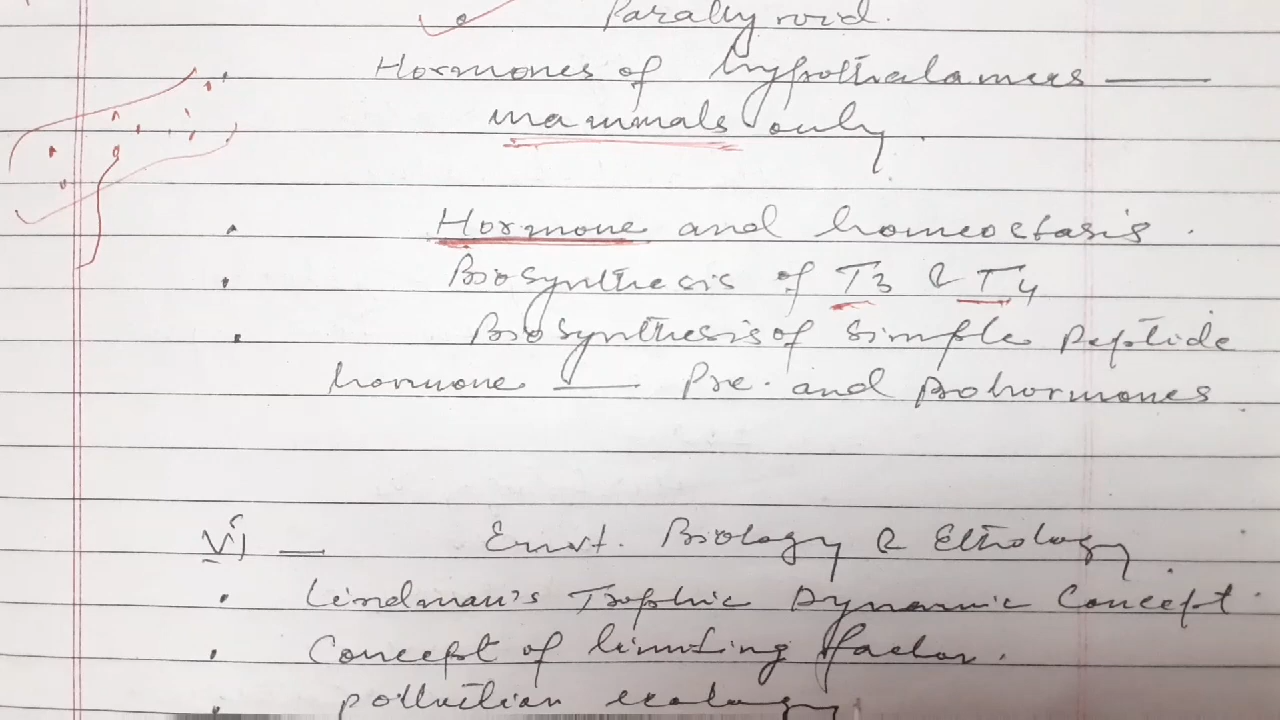 Parathyroid.
Hormones of hypothalamus —
mammals only.
Hormone and homeostasis.
Biosynthesis of T3 & T4
Biosynthesis of simple peptide
hormone — Pre. and prohormones
VI — Envt. Biology & Ethology
Lindman's Trophic Dynamic Concept.
Concept of limiting factor.
pollution ecology